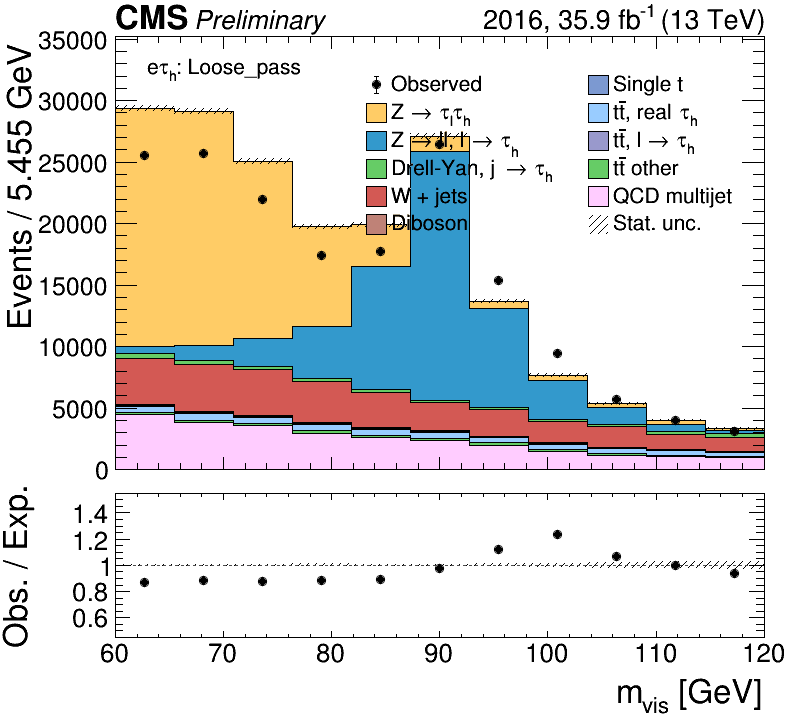 CMS Preliminary 2016, 35.9 fb⁻¹ (13 TeV)
eτh: Loose_pass
Observed
Z → τlτh
Z → ll, l → τh
Drell-Yan, j → τh
W + jets
Diboson
Single t
tt̄, real τh
tt̄, l → τh
tt̄ other
QCD multijet
Stat. unc.
Events / 5.455 GeV
35000
30000
25000
20000
15000
10000
5000
0
Obs. / Exp.
1.4
1.2
1
0.8
0.6
60 70 80 90 100 110 120
mvis [GeV]